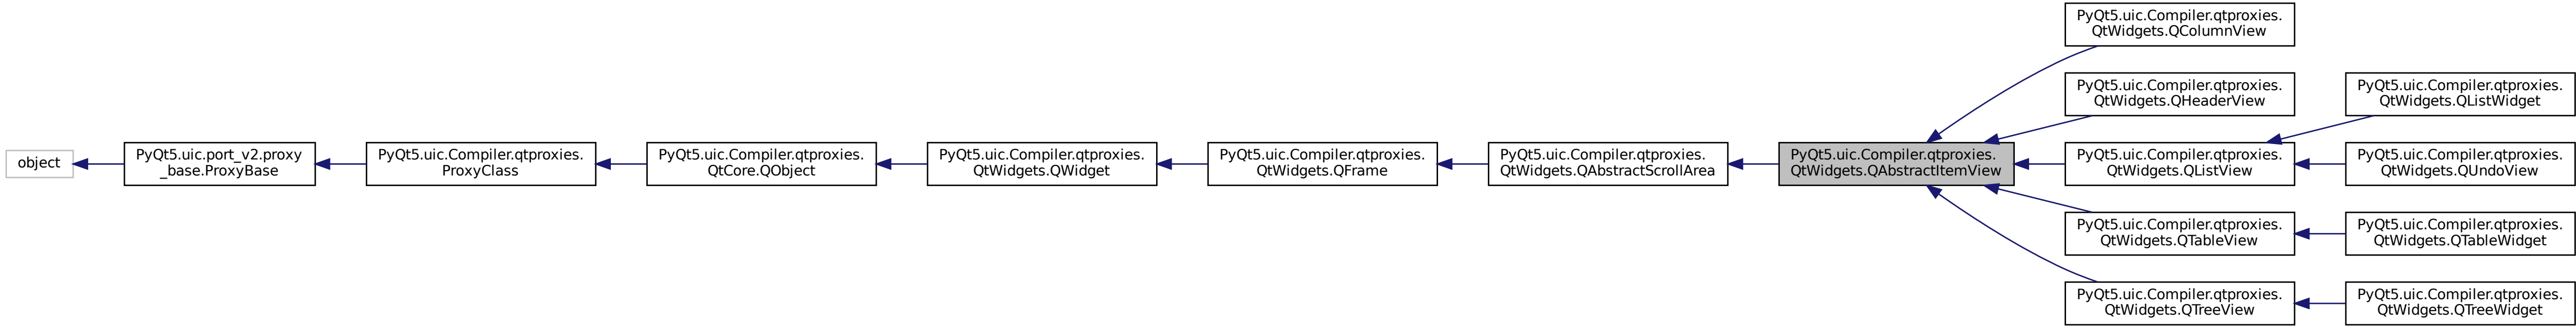 object
PyQt5.uic.port_v2.proxy
_base.ProxyBase
PyQt5.uic.Compiler.qtproxies.
ProxyClass
PyQt5.uic.Compiler.qtproxies.
QtCore.QObject
PyQt5.uic.Compiler.qtproxies.
QtWidgets.QWidget
PyQt5.uic.Compiler.qtproxies.
QtWidgets.QFrame
PyQt5.uic.Compiler.qtproxies.
QtWidgets.QAbstractScrollArea
PyQt5.uic.Compiler.qtproxies.
QtWidgets.QAbstractItemView
PyQt5.uic.Compiler.qtproxies.
QtWidgets.QColumnView
PyQt5.uic.Compiler.qtproxies.
QtWidgets.QHeaderView
PyQt5.uic.Compiler.qtproxies.
QtWidgets.QListView
PyQt5.uic.Compiler.qtproxies.
QtWidgets.QTableView
PyQt5.uic.Compiler.qtproxies.
QtWidgets.QTreeView
PyQt5.uic.Compiler.qtproxies.
QtWidgets.QListWidget
PyQt5.uic.Compiler.qtproxies.
QtWidgets.QUndoView
PyQt5.uic.Compiler.qtproxies.
QtWidgets.QTableWidget
PyQt5.uic.Compiler.qtproxies.
QtWidgets.QTreeWidget